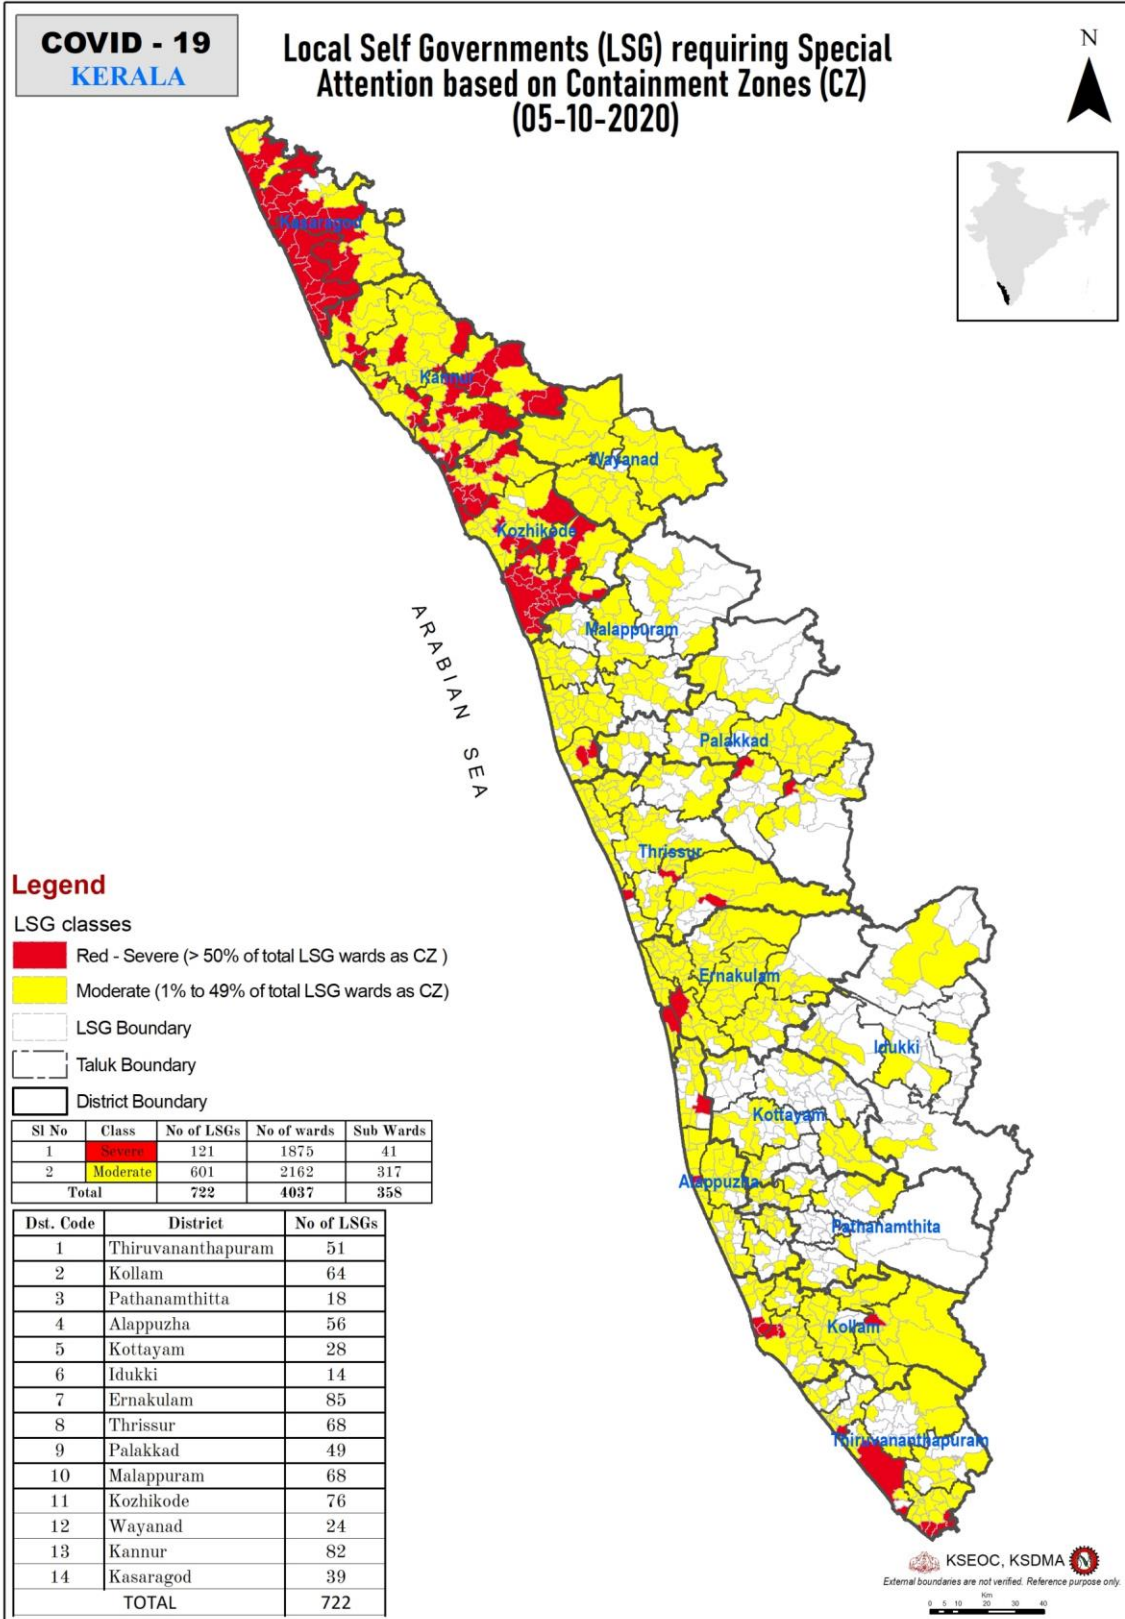 COVID - 19
KERALA
Local Self Governments (LSG) requiring Special
Attention based on Containment Zones (CZ)
(05-10-2020)
N
Kasaragod
Kannur
Wayanad
Kozhikode
Malappuram
ARABIAN SEA
Palakkad
Thrissur
Ernakulam
Idukki
Kottayam
Alappuzha
Pathanamthita
Kollam
Thiruvananthapuram
Legend
LSG classes
Red - Severe (> 50% of total LSG wards as CZ )
Moderate (1% to 49% of total LSG wards as CZ)
LSG Boundary
Taluk Boundary
District Boundary
Sl No Class No of LSGs No of wards Sub Wards
1 Severe 121 1875 41
2 Moderate 601 2162 317
Total 722 4037 358
Dst. Code District No of LSGs
1 Thiruvananthapuram 51
2 Kollam 64
3 Pathanamthitta 18
4 Alappuzha 56
5 Kottayam 28
6 Idukki 14
7 Ernakulam 85
8 Thrissur 68
9 Palakkad 49
10 Malappuram 68
11 Kozhikode 76
12 Wayanad 24
13 Kannur 82
14 Kasaragod 39
TOTAL 722
KSEOC, KSDMA
External boundaries are not verified. Reference purpose only.
Km
0 5 10 20 30 40